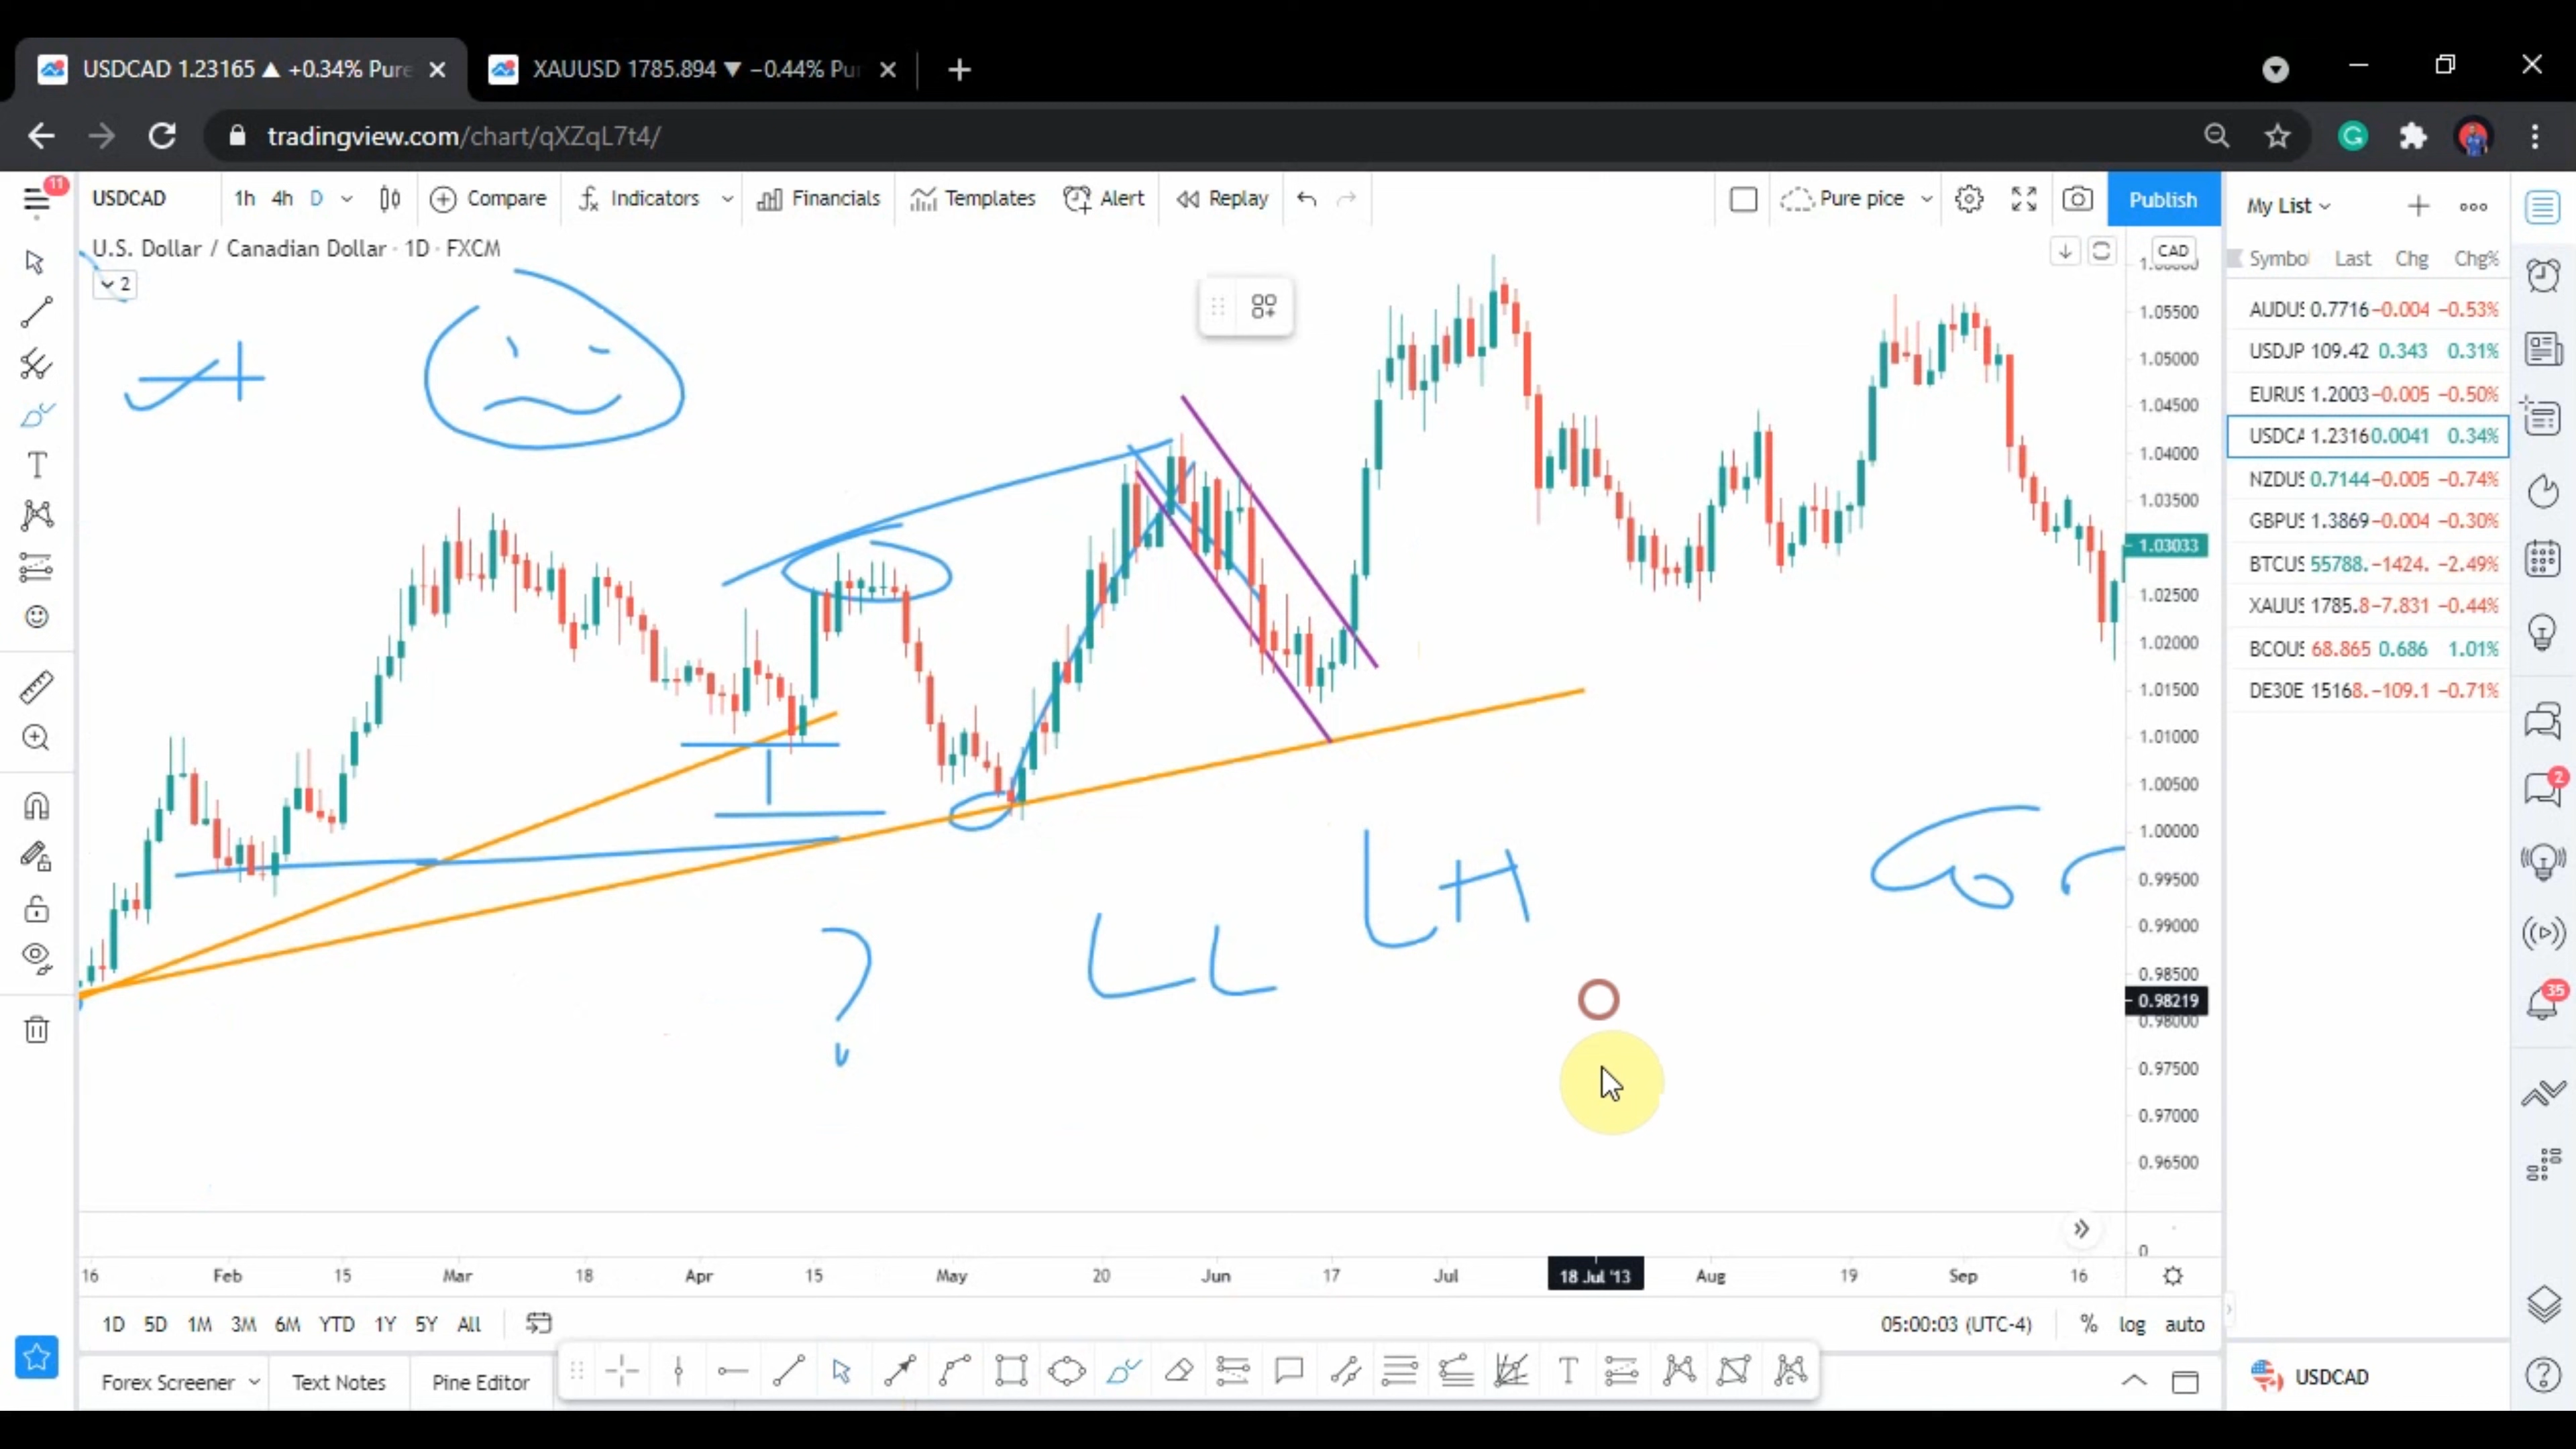 USDCAD 1.23165 ▲ +0.34% Pure
XAUUSD 1785.894 ▼ −0.44% Pu
tradingview.com/chart/qXZqL7t4/
11
USDCAD 1h 4h D Compare Indicators Financials Templates Alert Replay Pure pice Publish
My List
U.S. Dollar / Canadian Dollar · 1D · FXCM
2
CAD
Symbo Last Chg Chg%
AUDUS 0.7716 −0.004 −0.53%
USDJP 109.42 0.343 0.31%
EURUS 1.2003 −0.005 −0.50%
USDCA 1.2316 0.0041 0.34%
NZDUS 0.7144 −0.005 −0.74%
GBPUS 1.3869 −0.004 −0.30%
BTCUS 55788. −1424. −2.49%
XAUUS 1785.8 −7.831 −0.44%
BCOUS 68.865 0.686 1.01%
DE30E 15168. −109.1 −0.71%
1.05500
1.05000
1.04500
1.04000
1.03500
1.03033
1.02500
1.02000
1.01500
1.01000
1.00500
1.00000
0.99500
0.99000
0.98500
0.98219
0.98000
0.97500
0.97000
0.96500
0
?
LL
LH
Cor
2
35
16 Feb 15 Mar 18 Apr 15 May 20 Jun 17 Jul 18 Jul '13 Aug 19 Sep 16
1D 5D 1M 3M 6M YTD 1Y 5Y All
05:00:03 (UTC-4) % log auto
Forex Screener Text Notes Pine Editor
USDCAD